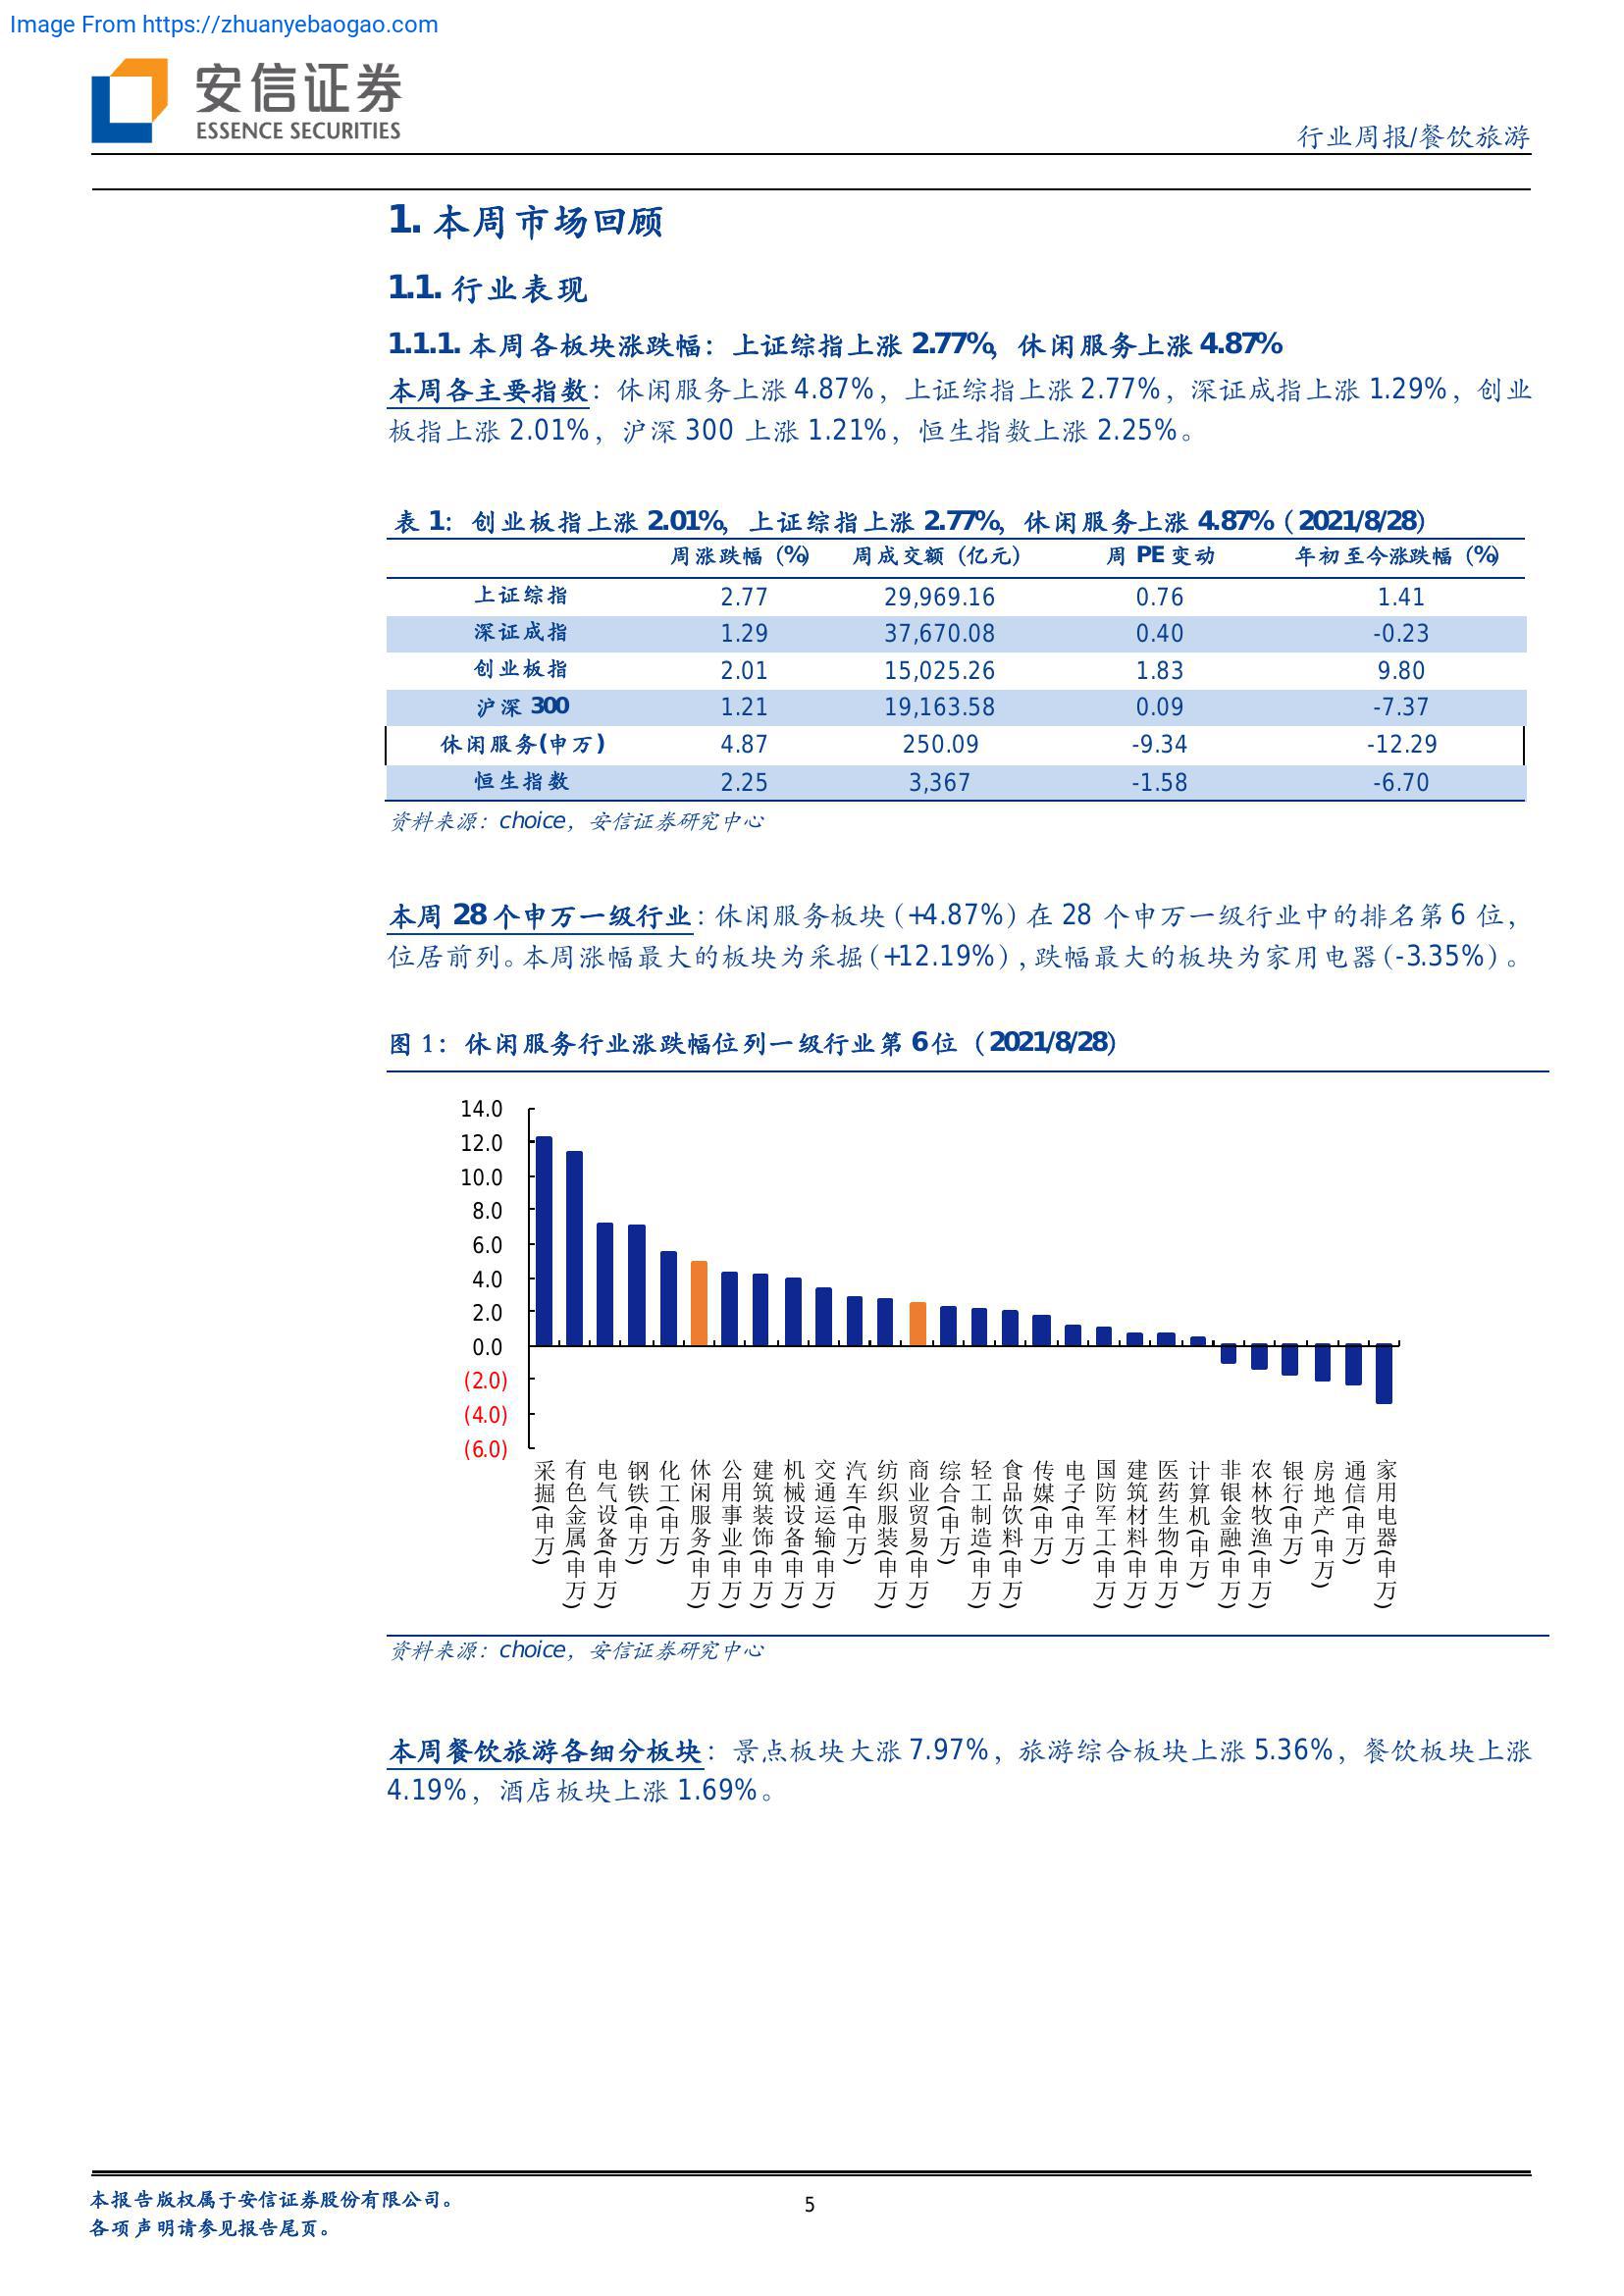 Image From https://zhuanyebaogao.com
安信证券
ESSENCE SECURITIES
行业周报/餐饮旅游
1. 本周市场回顾
1.1. 行业表现
1.1.1. 本周各板块涨跌幅：上证综指上涨 2.77%，休闲服务上涨 4.87%
本周各主要指数：休闲服务上涨 4.87%，上证综指上涨 2.77%，深证成指上涨 1.29%，创业
板指上涨 2.01%，沪深 300 上涨 1.21%，恒生指数上涨 2.25%。
表 1：创业板指上涨 2.01%，上证综指上涨 2.77%，休闲服务上涨 4.87%（2021/8/28）
周涨跌幅（%） 周成交额（亿元） 周 PE 变动 年初至今涨跌幅（%）
上证综指 2.77 29,969.16 0.76 1.41
深证成指 1.29 37,670.08 0.40 -0.23
创业板指 2.01 15,025.26 1.83 9.80
沪深 300 1.21 19,163.58 0.09 -7.37
休闲服务(申万) 4.87 250.09 -9.34 -12.29
恒生指数 2.25 3,367 -1.58 -6.70
资料来源：choice，安信证券研究中心
本周 28 个申万一级行业：休闲服务板块（+4.87%）在 28 个申万一级行业中的排名第 6 位，
位居前列。本周涨幅最大的板块为采掘（+12.19%），跌幅最大的板块为家用电器（-3.35%）。
图 1：休闲服务行业涨跌幅位列一级行业第 6 位（2021/8/28）
14.0
12.0
10.0
8.0
6.0
4.0
2.0
0.0
(2.0)
(4.0)
(6.0)
采掘(申万)
有色金属(申万)
电气设备(申万)
钢铁(申万)
化工(申万)
休闲服务(申万)
公用事业(申万)
建筑装饰(申万)
机械设备(申万)
交通运输(申万)
汽车(申万)
纺织服装(申万)
商业贸易(申万)
综合(申万)
轻工制造(申万)
食品饮料(申万)
传媒(申万)
电子(申万)
国防军工(申万)
建筑材料(申万)
医药生物(申万)
计算机(申万)
非银金融(申万)
农林牧渔(申万)
银行(申万)
房地产(申万)
通信(申万)
家用电器(申万)
资料来源：choice，安信证券研究中心
本周餐饮旅游各细分板块：景点板块大涨 7.97%，旅游综合板块上涨 5.36%，餐饮板块上涨
4.19%，酒店板块上涨 1.69%。
本报告版权属于安信证券股份有限公司。
各项声明请参见报告尾页。
5